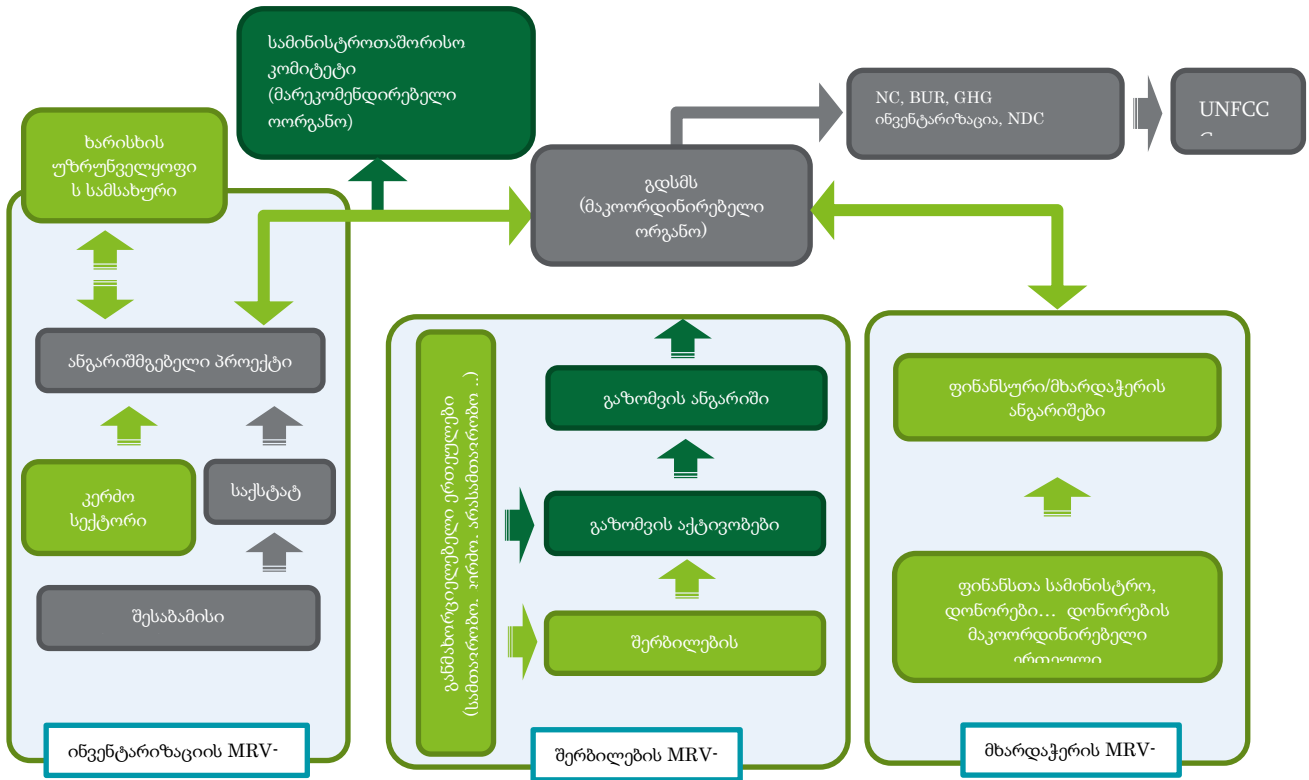 სამინისტროთაშორისო
კომიტეტი
(მარეკომენდირებელი
ოორგანო)
NC, BUR, GHG
ინვენტარიზაცია, NDC
UNFCC
ხარისხის
უზრუნველყოფი
ს სამსახური
გდსმს
(მაკოორდინირებელი
ორგანო)
ანგარიშმგებელი პროექტი
კერძო
სექტორი
საქსტატ
შესაბამისი
ინვენტარიზაციის MRV-
განმახორციელებელი ერთეულები
(სამთავრობო, კერძო, არასამთავრობო ..)
გაზომვის ანგარიში
გაზომვის აქტივობები
შერბილების
შერბილების MRV-
ფინანსური/მხარდაჭერის
ანგარიშები
ფინანსთა სამინისტრო,
დონორები... დონორების
მაკოორდინირებელი
ერთეული
მხარდაჭერის MRV-